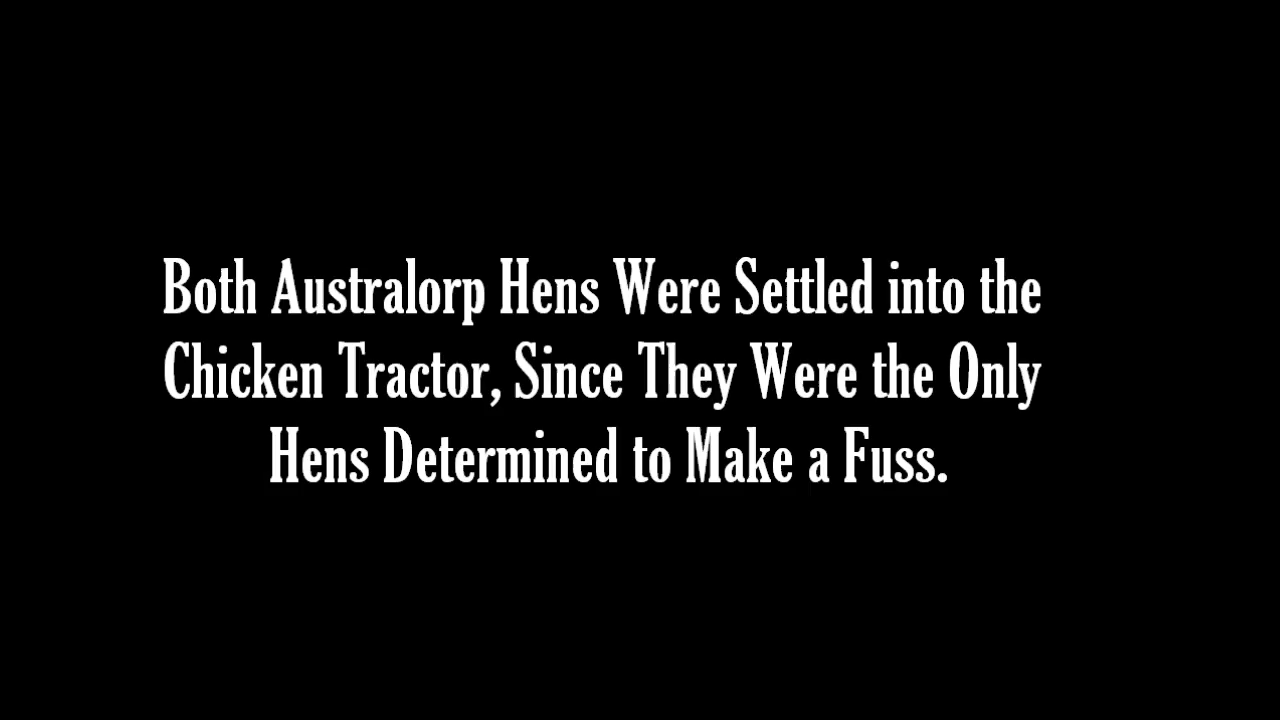 Both Australorp Hens Were Settled into the
Chicken Tractor, Since They Were the Only
Hens Determined to Make a Fuss.